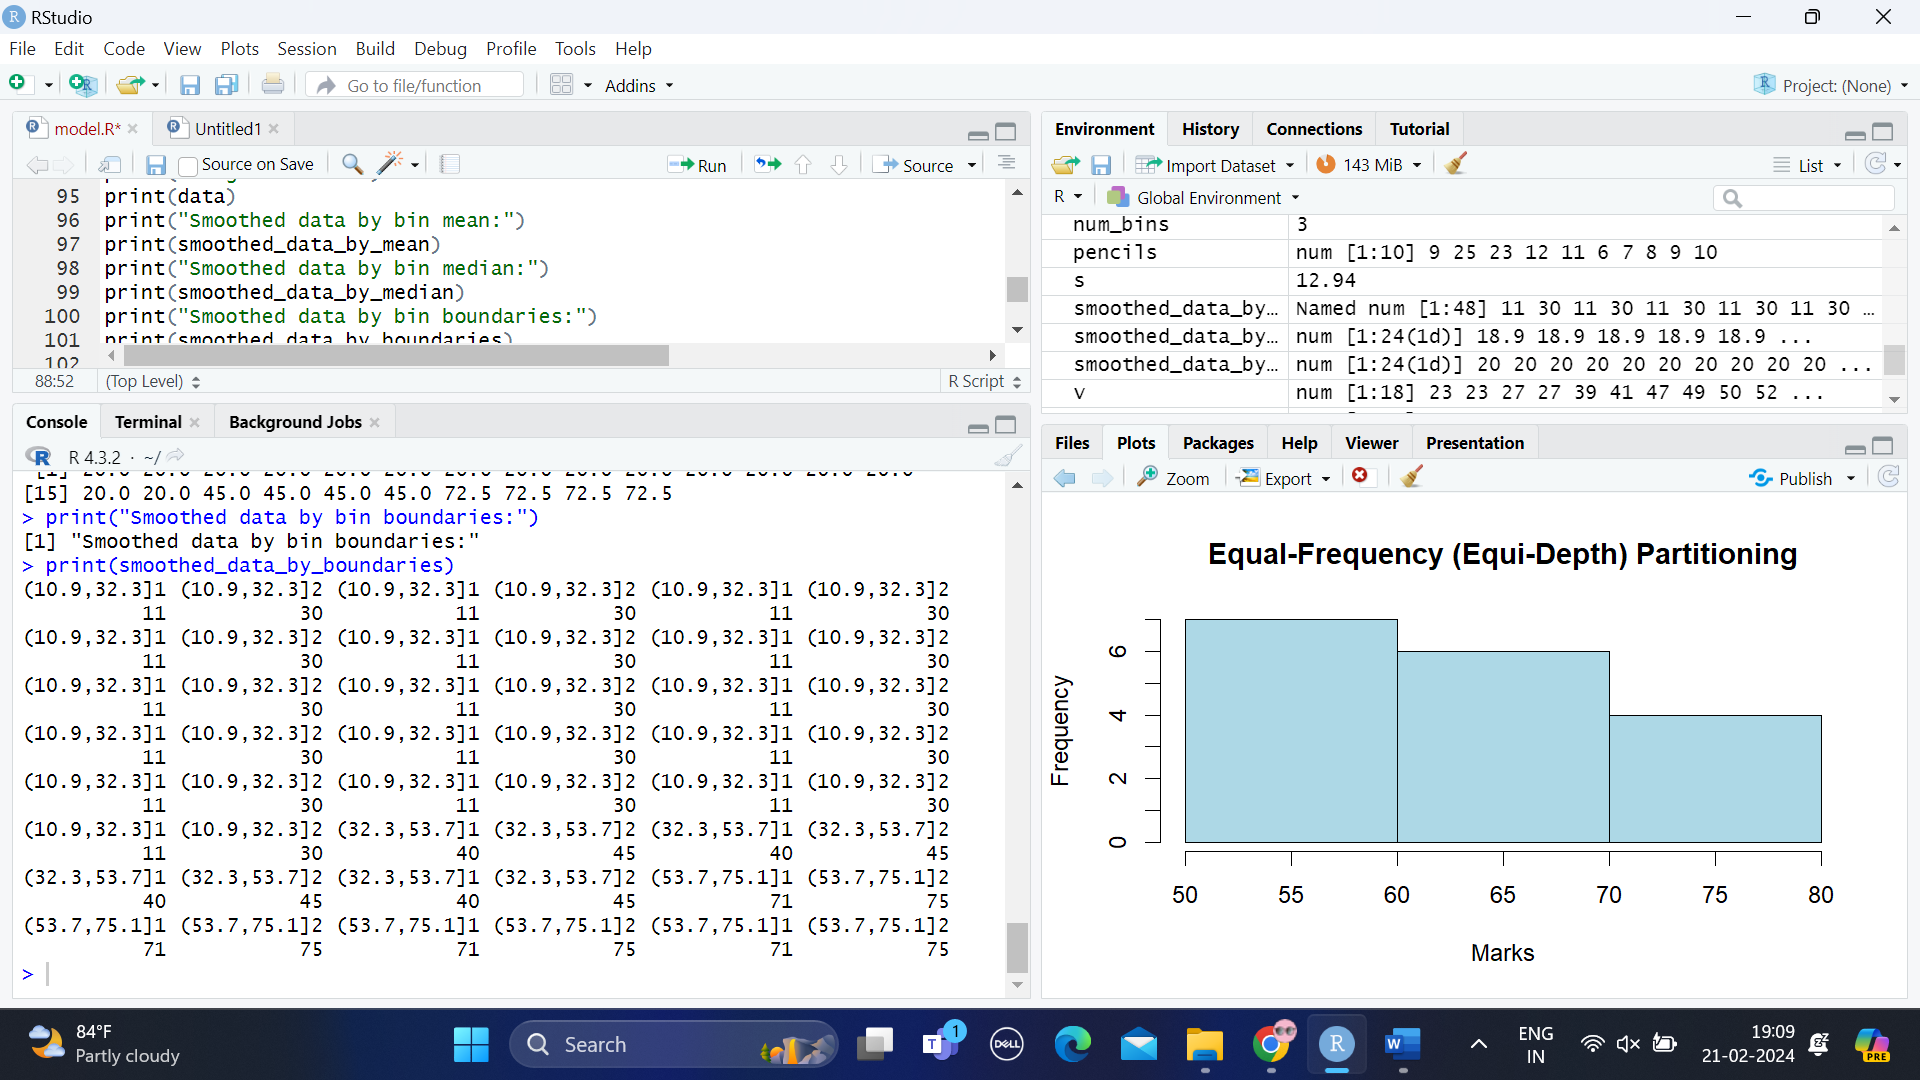 RStudio
File Edit Code View Plots Session Build Debug Profile Tools Help
Go to file/function Addins Project: (None)
model.R* Untitled1
Source on Save Run Source
95 print(data)
96 print("Smoothed data by bin mean:")
97 print(smoothed_data_by_mean)
98 print("Smoothed data by bin median:")
99 print(smoothed_data_by_median)
100 print("Smoothed data by bin boundaries:")
101 print(smoothed_data_by_boundaries)
102
88:52 (Top Level) R Script
Console Terminal Background Jobs
R 4.3.2 · ~/
[15] 20.0 20.0 45.0 45.0 45.0 45.0 72.5 72.5 72.5 72.5
> print("Smoothed data by bin boundaries:")
[1] "Smoothed data by bin boundaries:"
> print(smoothed_data_by_boundaries)
(10.9,32.3]1 (10.9,32.3]2 (10.9,32.3]1 (10.9,32.3]2 (10.9,32.3]1 (10.9,32.3]2
11 30 11 30 11 30
(10.9,32.3]1 (10.9,32.3]2 (10.9,32.3]1 (10.9,32.3]2 (10.9,32.3]1 (10.9,32.3]2
11 30 11 30 11 30
(10.9,32.3]1 (10.9,32.3]2 (10.9,32.3]1 (10.9,32.3]2 (10.9,32.3]1 (10.9,32.3]2
11 30 11 30 11 30
(10.9,32.3]1 (10.9,32.3]2 (10.9,32.3]1 (10.9,32.3]2 (10.9,32.3]1 (10.9,32.3]2
11 30 11 30 11 30
(10.9,32.3]1 (10.9,32.3]2 (10.9,32.3]1 (10.9,32.3]2 (10.9,32.3]1 (10.9,32.3]2
11 30 11 30 11 30
(10.9,32.3]1 (10.9,32.3]2 (32.3,53.7]1 (32.3,53.7]2 (32.3,53.7]1 (32.3,53.7]2
11 30 40 45 40 45
(32.3,53.7]1 (32.3,53.7]2 (32.3,53.7]1 (32.3,53.7]2 (53.7,75.1]1 (53.7,75.1]2
40 45 40 45 71 75
(53.7,75.1]1 (53.7,75.1]2 (53.7,75.1]1 (53.7,75.1]2 (53.7,75.1]1 (53.7,75.1]2
71 75 71 75 71 75
>
Environment History Connections Tutorial
Import Dataset 143 MiB List
R Global Environment
num_bins 3
pencils num [1:10] 9 25 23 12 11 6 7 8 9 10
s 12.94
smoothed_data_by… Named num [1:48] 11 30 11 30 11 30 11 30 11 30 …
smoothed_data_by… num [1:24(1d)] 18.9 18.9 18.9 18.9 18.9 ...
smoothed_data_by… num [1:24(1d)] 20 20 20 20 20 20 20 20 20 20 ...
v num [1:18] 23 23 27 27 39 41 47 49 50 52 ...
Files Plots Packages Help Viewer Presentation
Zoom Export Publish
Equal-Frequency (Equi-Depth) Partitioning
Frequency
6
4
2
0
50 55 60 65 70 75 80
Marks
84°F
Partly cloudy
Search
T 1
DELL
R
W
ENG
IN
19:09
21-02-2024
PRE